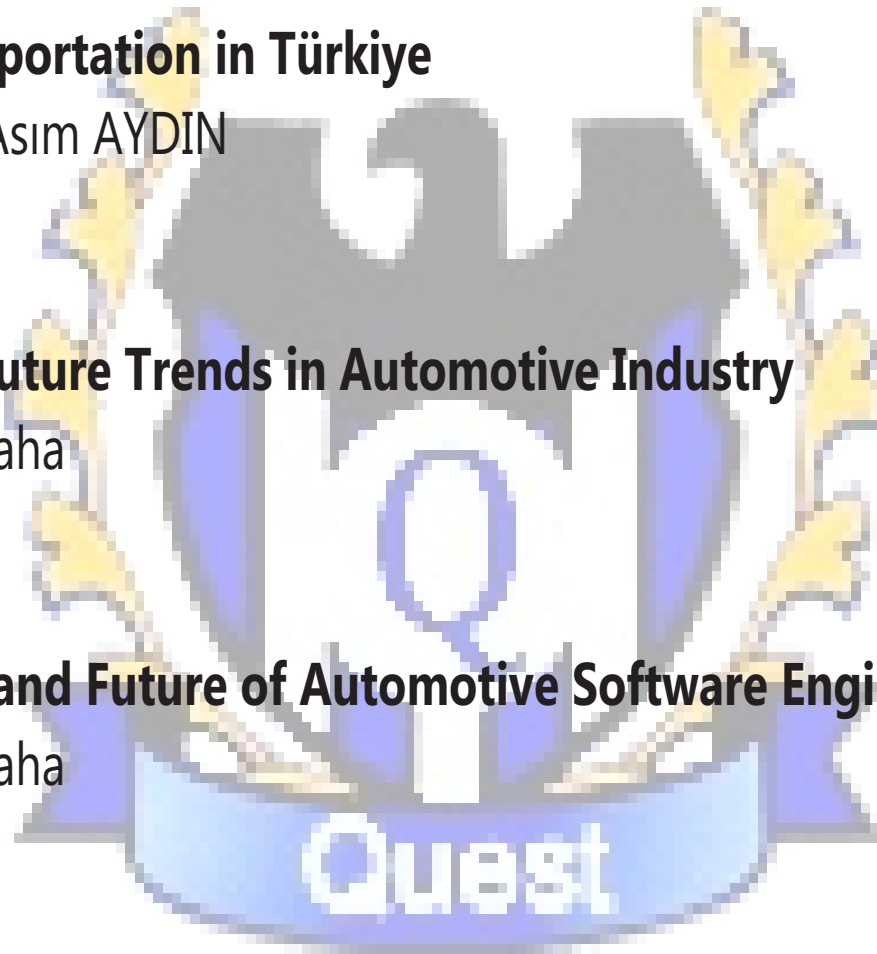 portation in Türkiye
Asım AYDIN
uture Trends in Automotive Industry
aha
Q
and Future of Automotive Software Engi
aha
Quest